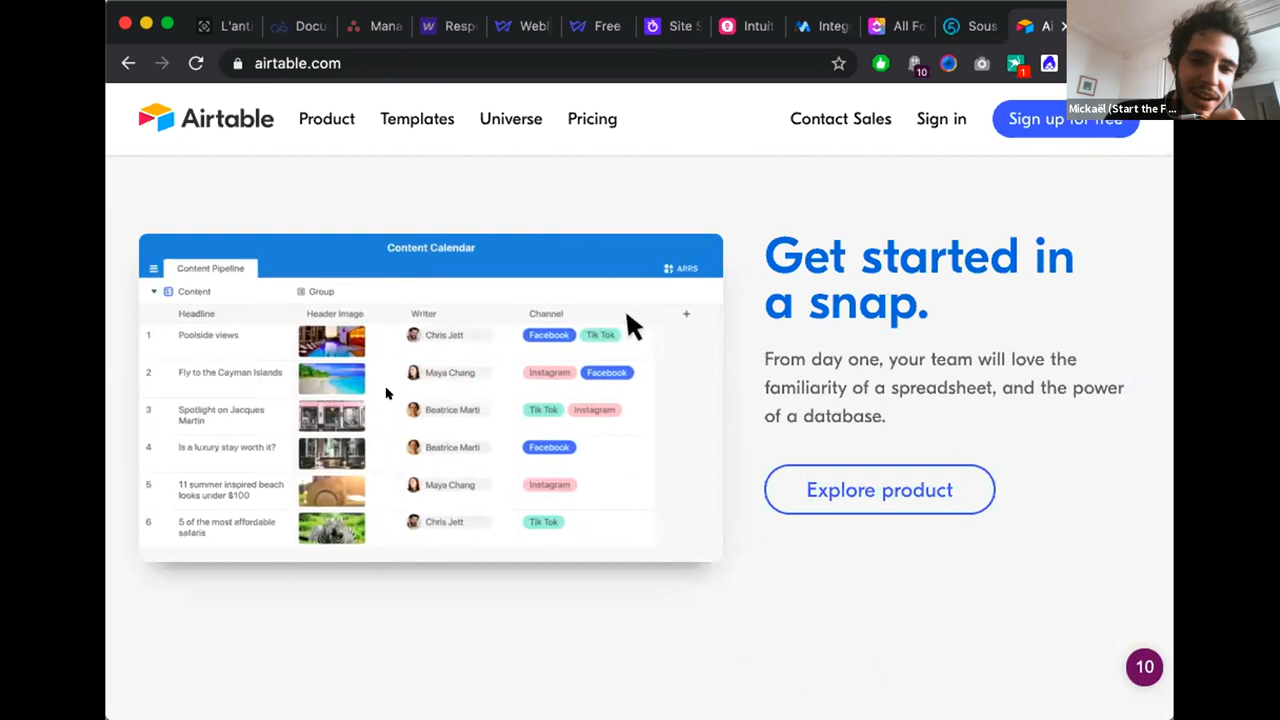 L'anti
Docu
Mana
Resp
Webl
Free
Site S
Intuit
Integ
All Fo
Sous
Ai
airtable.com
10
1
Mickaël (Start the F ...
Airtable
Product
Templates
Universe
Pricing
Contact Sales
Sign in
Sign up for free
Content Calendar
Content Pipeline
APPS
Content
Group
Headline
Header Image
Writer
Channel
+
1 Poolside views Chris Jett Facebook Tik Tok
2 Fly to the Cayman Islands Maya Chang Instagram Facebook
3 Spotlight on Jacques
Martin Beatrice Marti Tik Tok Instagram
4 Is a luxury stay worth it? Beatrice Marti Facebook
5 11 summer inspired beach
looks under $100 Maya Chang Instagram
6 5 of the most affordable
safaris Chris Jett Tik Tok
Get started in
a snap.
From day one, your team will love the
familiarity of a spreadsheet, and the power
of a database.
Explore product
10